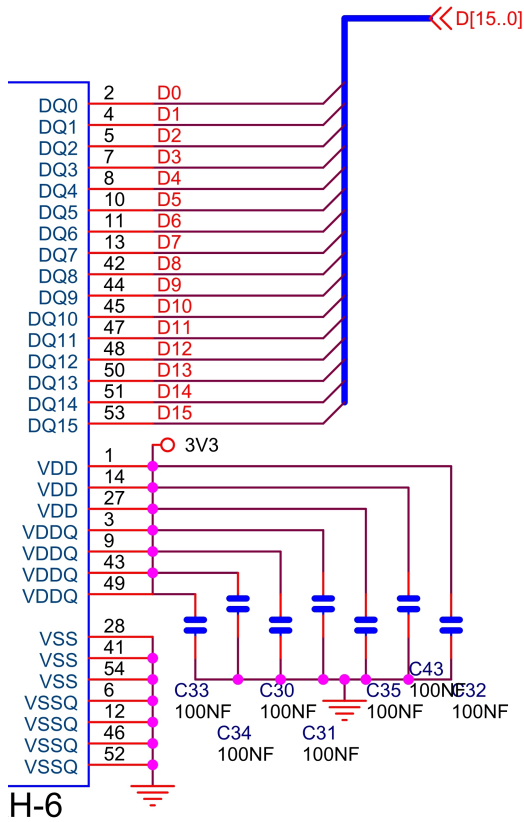 D[15..0]
DQ0 2 D0
DQ1 4 D1
DQ2 5 D2
DQ3 7 D3
DQ4 8 D4
DQ5 10 D5
DQ6 11 D6
DQ7 13 D7
DQ8 42 D8
DQ9 44 D9
DQ10 45 D10
DQ11 47 D11
DQ12 48 D12
DQ13 50 D13
DQ14 51 D14
DQ15 53 D15
3V3
VDD 1
VDD 14
VDD 27
VDDQ 3
VDDQ 9
VDDQ 43
VDDQ 49
VSS 28
VSS 41
VSS 54
VSSQ 6
VSSQ 12
VSSQ 46
VSSQ 52
C43
100NF
C33 C30 C35 C32
100NF 100NF 100NF 100NF
C34 C31
100NF 100NF
H-6